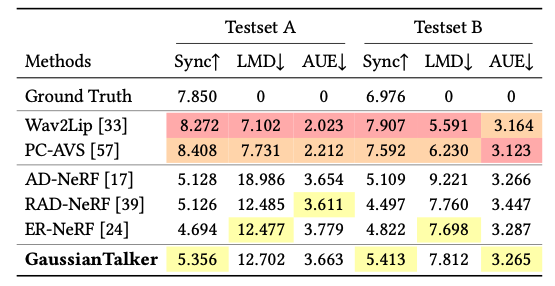 Testset A Testset B
Methods Sync↑ LMD↓ AUE↓ Sync↑ LMD↓ AUE↓
Ground Truth 7.850 0 0 6.976 0 0
Wav2Lip [33] 8.272 7.102 2.023 7.907 5.591 3.164
PC-AVS [57] 8.408 7.731 2.212 7.592 6.230 3.123
AD-NeRF [17] 5.128 18.986 3.654 5.109 9.221 3.266
RAD-NeRF [39] 5.126 12.485 3.611 4.497 7.760 3.447
ER-NeRF [24] 4.694 12.477 3.779 4.822 7.698 3.287
GaussianTalker 5.356 12.702 3.663 5.413 7.812 3.265